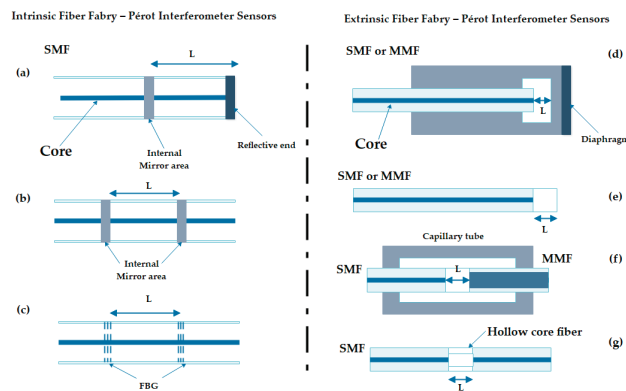 Intrinsic Fiber Fabry – Pérot Interferometer Sensors
SMF
L
(a)
Core
Internal
Mirror area
Reflective end
(b)
L
Internal
Mirror area
(c)
L
FBG
Extrinsic Fiber Fabry – Pérot Interferometer Sensors
SMF or MMF
(d)
L
Core
Diaphragm
SMF or MMF
(e)
L
Capillary tube
(f)
SMF
L
MMF
Hollow core fiber
(g)
SMF
L